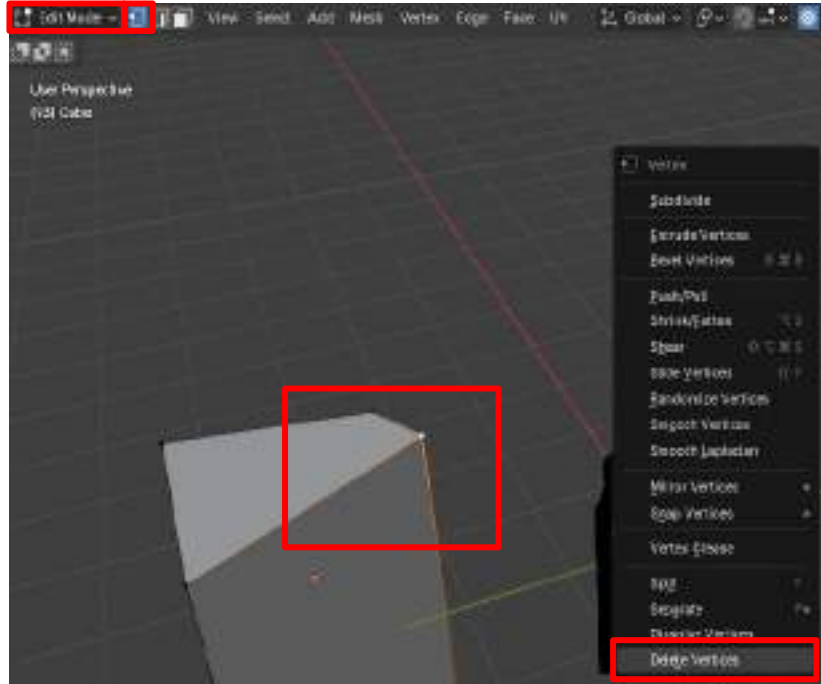 Edit Mode View Select Add Mesh Vertex Edge Face UV Global
User Perspective
Cube
Vertex
Subdivide
Extrude Vertices
Bevel Vertices
Push/Pull
Shrink/Fatten
Shear
Slide Vertices
Randomize Vertices
Smooth Vertices
Smooth Laplacian
Mirror Vertices
Snap Vertices
Vertex Crease
Split
Separate
Dissolve Vertices
Delete Vertices